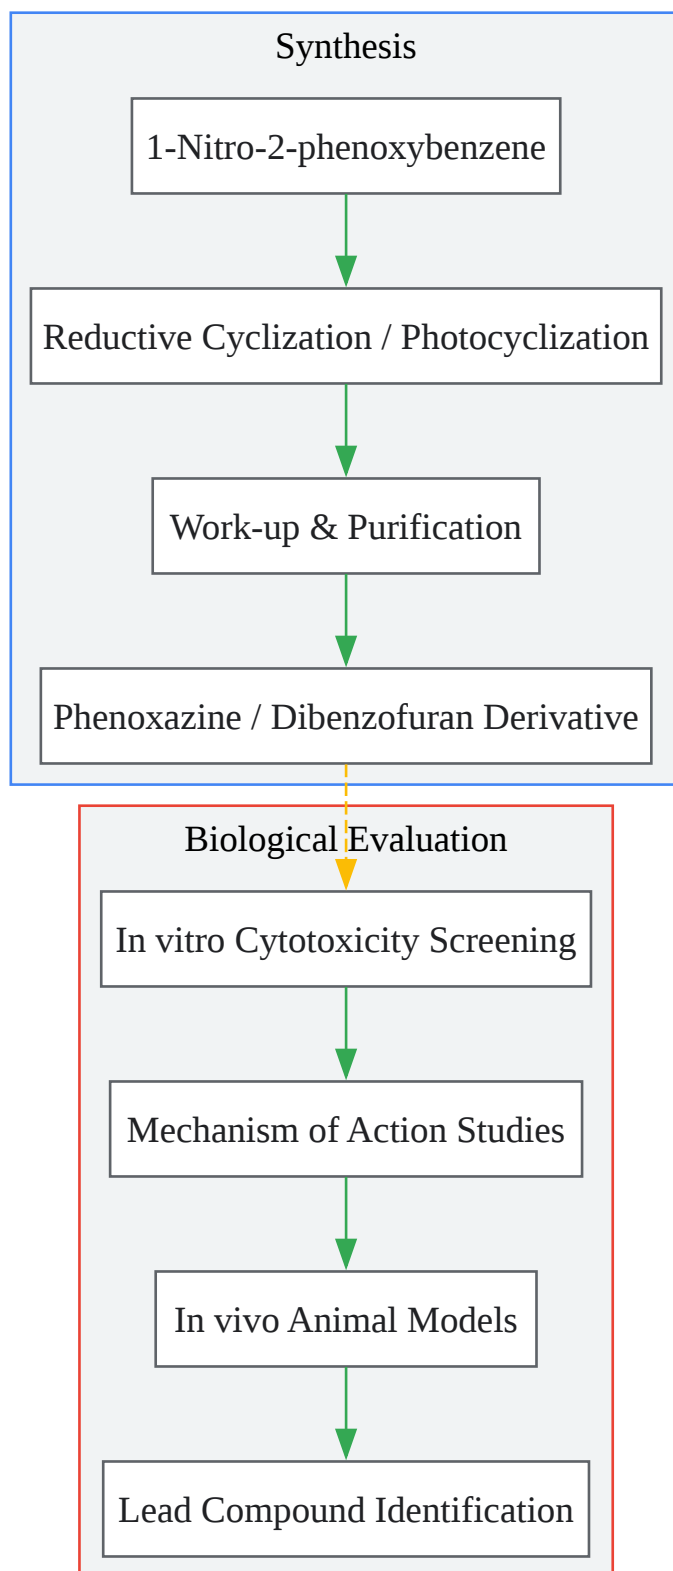 Synthesis
1-Nitro-2-phenoxybenzene
Reductive Cyclization / Photocyclization
Work-up & Purification
Phenoxazine / Dibenzofuran Derivative
Biological Evaluation
In vitro Cytotoxicity Screening
Mechanism of Action Studies
In vivo Animal Models
Lead Compound Identification